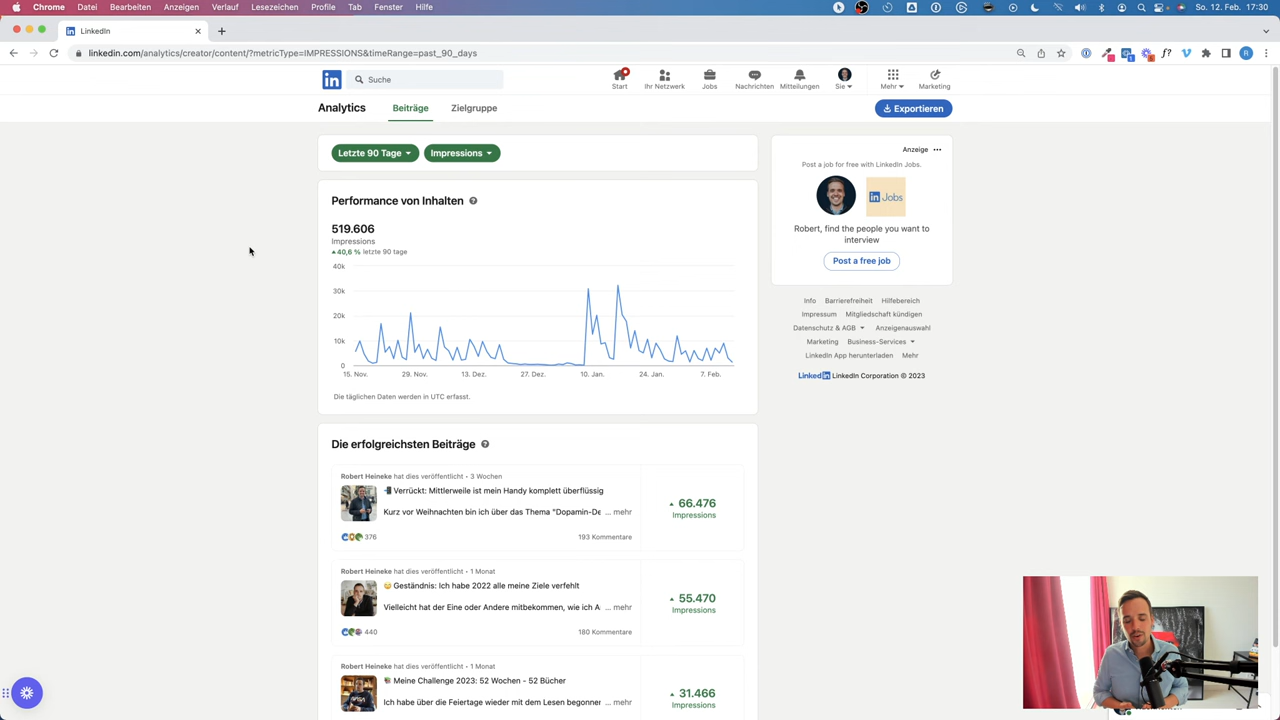 Chrome Datei Bearbeiten Anzeigen Verlauf Lesezeichen Profile Tab Fenster Hilfe
So. 12. Feb. 17:30
LinkedIn
linkedin.com/analytics/creator/content/?metricType=IMPRESSIONS&timeRange=past_90_days
f?
R
in
Suche
Start
Ihr Netzwerk
Jobs
Nachrichten
Mitteilungen
Sie
Mehr
Marketing
Analytics
Beiträge
Zielgruppe
Exportieren
Letzte 90 Tage
Impressions
Performance von Inhalten
519.606
Impressions
40,6 % letzte 90 tage
40k
30k
20k
10k
0
15. Nov.
29. Nov.
13. Dez.
27. Dez.
10. Jan.
24. Jan.
7. Feb.
Die täglichen Daten werden in UTC erfasst.
Die erfolgreichsten Beiträge
Robert Heineke hat dies veröffentlicht • 3 Wochen
Verrückt: Mittlerweile ist mein Handy komplett überflüssig
Kurz vor Weihnachten bin ich über das Thema "Dopamin-De
... mehr
376
193 Kommentare
66.476
Impressions
Robert Heineke hat dies veröffentlicht • 1 Monat
Geständnis: Ich habe 2022 alle meine Ziele verfehlt
Vielleicht hat der Eine oder Andere mitbekommen, wie ich A
... mehr
440
180 Kommentare
55.470
Impressions
Robert Heineke hat dies veröffentlicht • 1 Monat
Meine Challenge 2023: 52 Wochen - 52 Bücher
Ich habe über die Feiertage wieder mit dem Lesen begonnen
... mehr
31.466
Impressions
Anzeige
Post a job for free with LinkedIn Jobs.
in Jobs
Robert, find the people you want to
interview
Post a free job
Info Barrierefreiheit Hilfebereich
Impressum Mitgliedschaft kündigen
Datenschutz & AGB Anzeigenauswahl
Marketing Business-Services
LinkedIn App herunterladen Mehr
Linked in LinkedIn Corporation © 2023